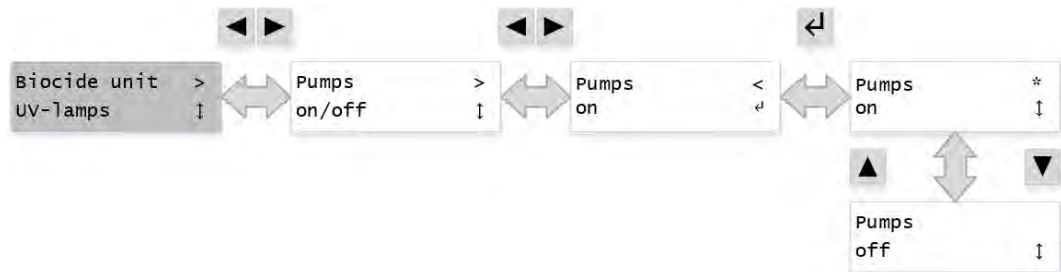 Biocide unit >
UV-lamps ↕
Pumps >
on/off ↕
Pumps <
on ↵
Pumps *
on ↕
Pumps
off ↕